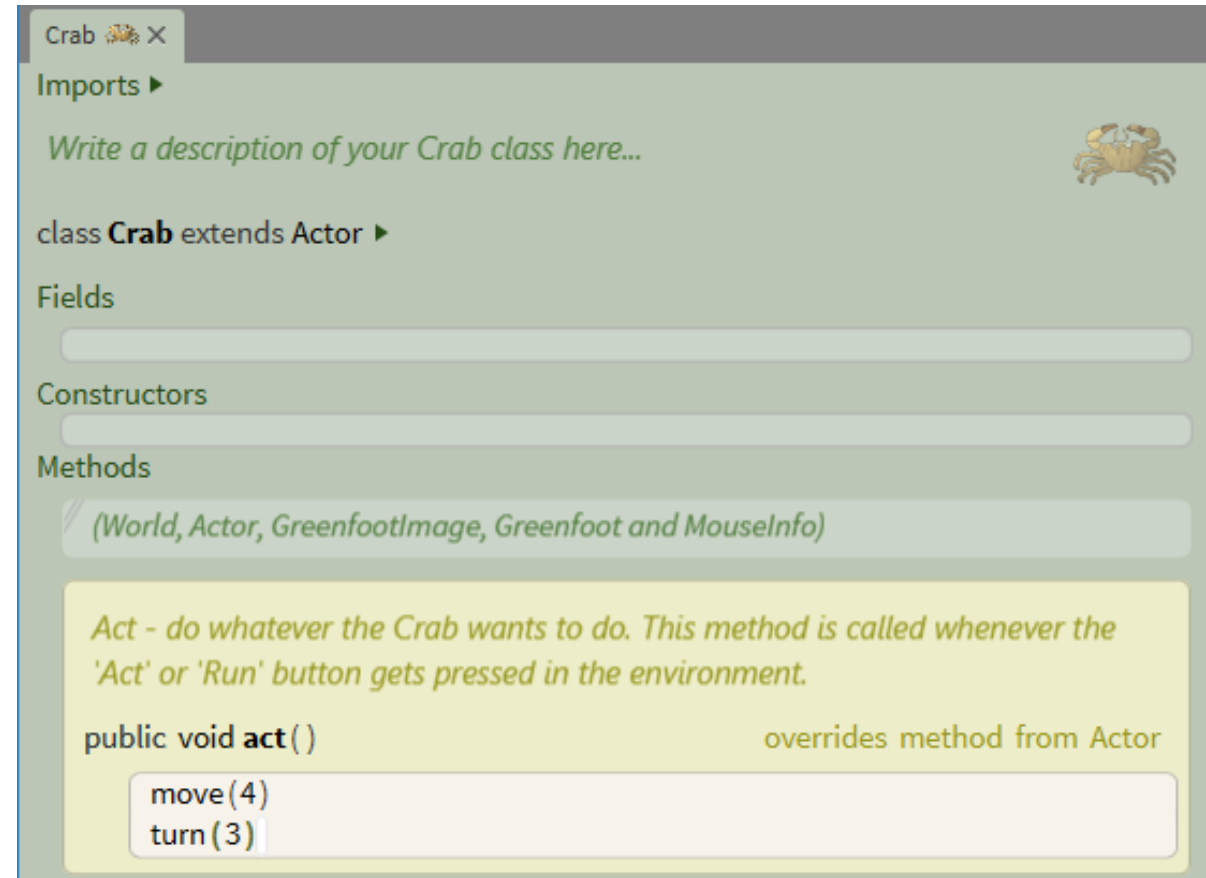 Crab
Imports
Write a description of your Crab class here...
class Crab extends Actor
Fields
Constructors
Methods
(World, Actor, GreenfootImage, Greenfoot and MouseInfo)
Act - do whatever the Crab wants to do. This method is called whenever the
'Act' or 'Run' button gets pressed in the environment.
public void act() overrides method from Actor
move(4)
turn(3)